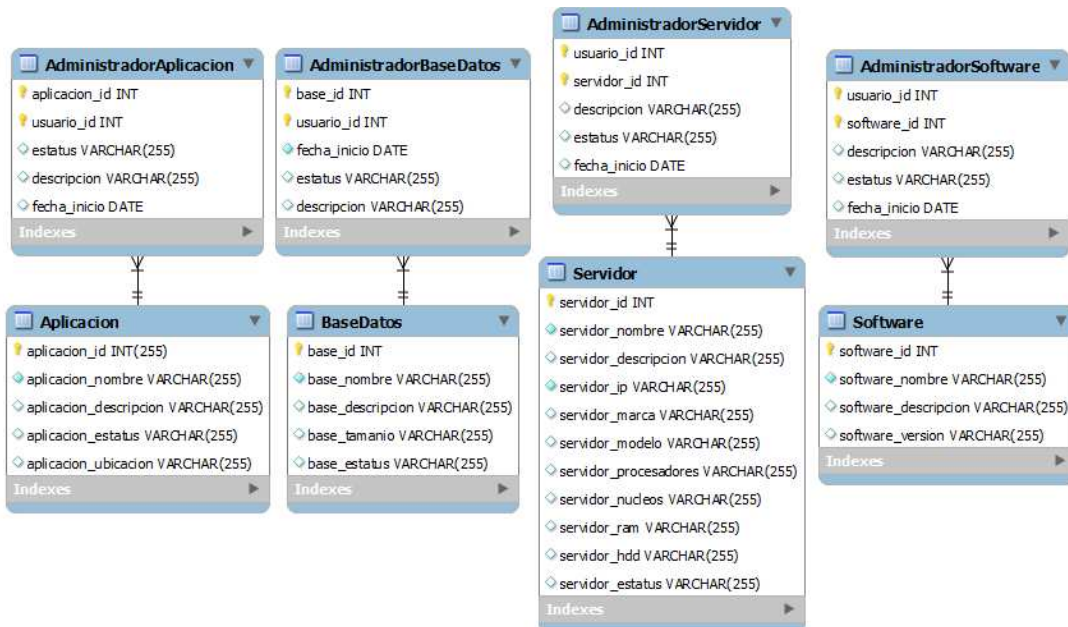 AdministradorAplicacion
aplicacion_id INT
usuario_id INT
estatus VARCHAR(255)
descripcion VARCHAR(255)
fecha_inicio DATE
Indexes
AdministradorBaseDatos
base_id INT
usuario_id INT
fecha_inicio DATE
estatus VARCHAR(255)
descripcion VARCHAR(255)
Indexes
AdministradorServidor
usuario_id INT
servidor_id INT
descripcion VARCHAR(255)
estatus VARCHAR(255)
fecha_inicio DATE
Indexes
AdministradorSoftware
usuario_id INT
software_id INT
descripcion VARCHAR(255)
estatus VARCHAR(255)
fecha_inicio DATE
Indexes
Aplicacion
aplicacion_id INT(255)
aplicacion_nombre VARCHAR(255)
aplicacion_descripcion VARCHAR(255)
aplicacion_estatus VARCHAR(255)
aplicacion_ubicacion VARCHAR(255)
Indexes
BaseDatos
base_id INT
base_nombre VARCHAR(255)
base_descripcion VARCHAR(255)
base_tamanio VARCHAR(255)
base_estatus VARCHAR(255)
Indexes
Servidor
servidor_id INT
servidor_nombre VARCHAR(255)
servidor_descripcion VARCHAR(255)
servidor_ip VARCHAR(255)
servidor_marca VARCHAR(255)
servidor_modelo VARCHAR(255)
servidor_procesadores VARCHAR(255)
servidor_nucleos VARCHAR(255)
servidor_ram VARCHAR(255)
servidor_hdd VARCHAR(255)
servidor_estatus VARCHAR(255)
Indexes
Software
software_id INT
software_nombre VARCHAR(255)
software_descripcion VARCHAR(255)
software_version VARCHAR(255)
Indexes